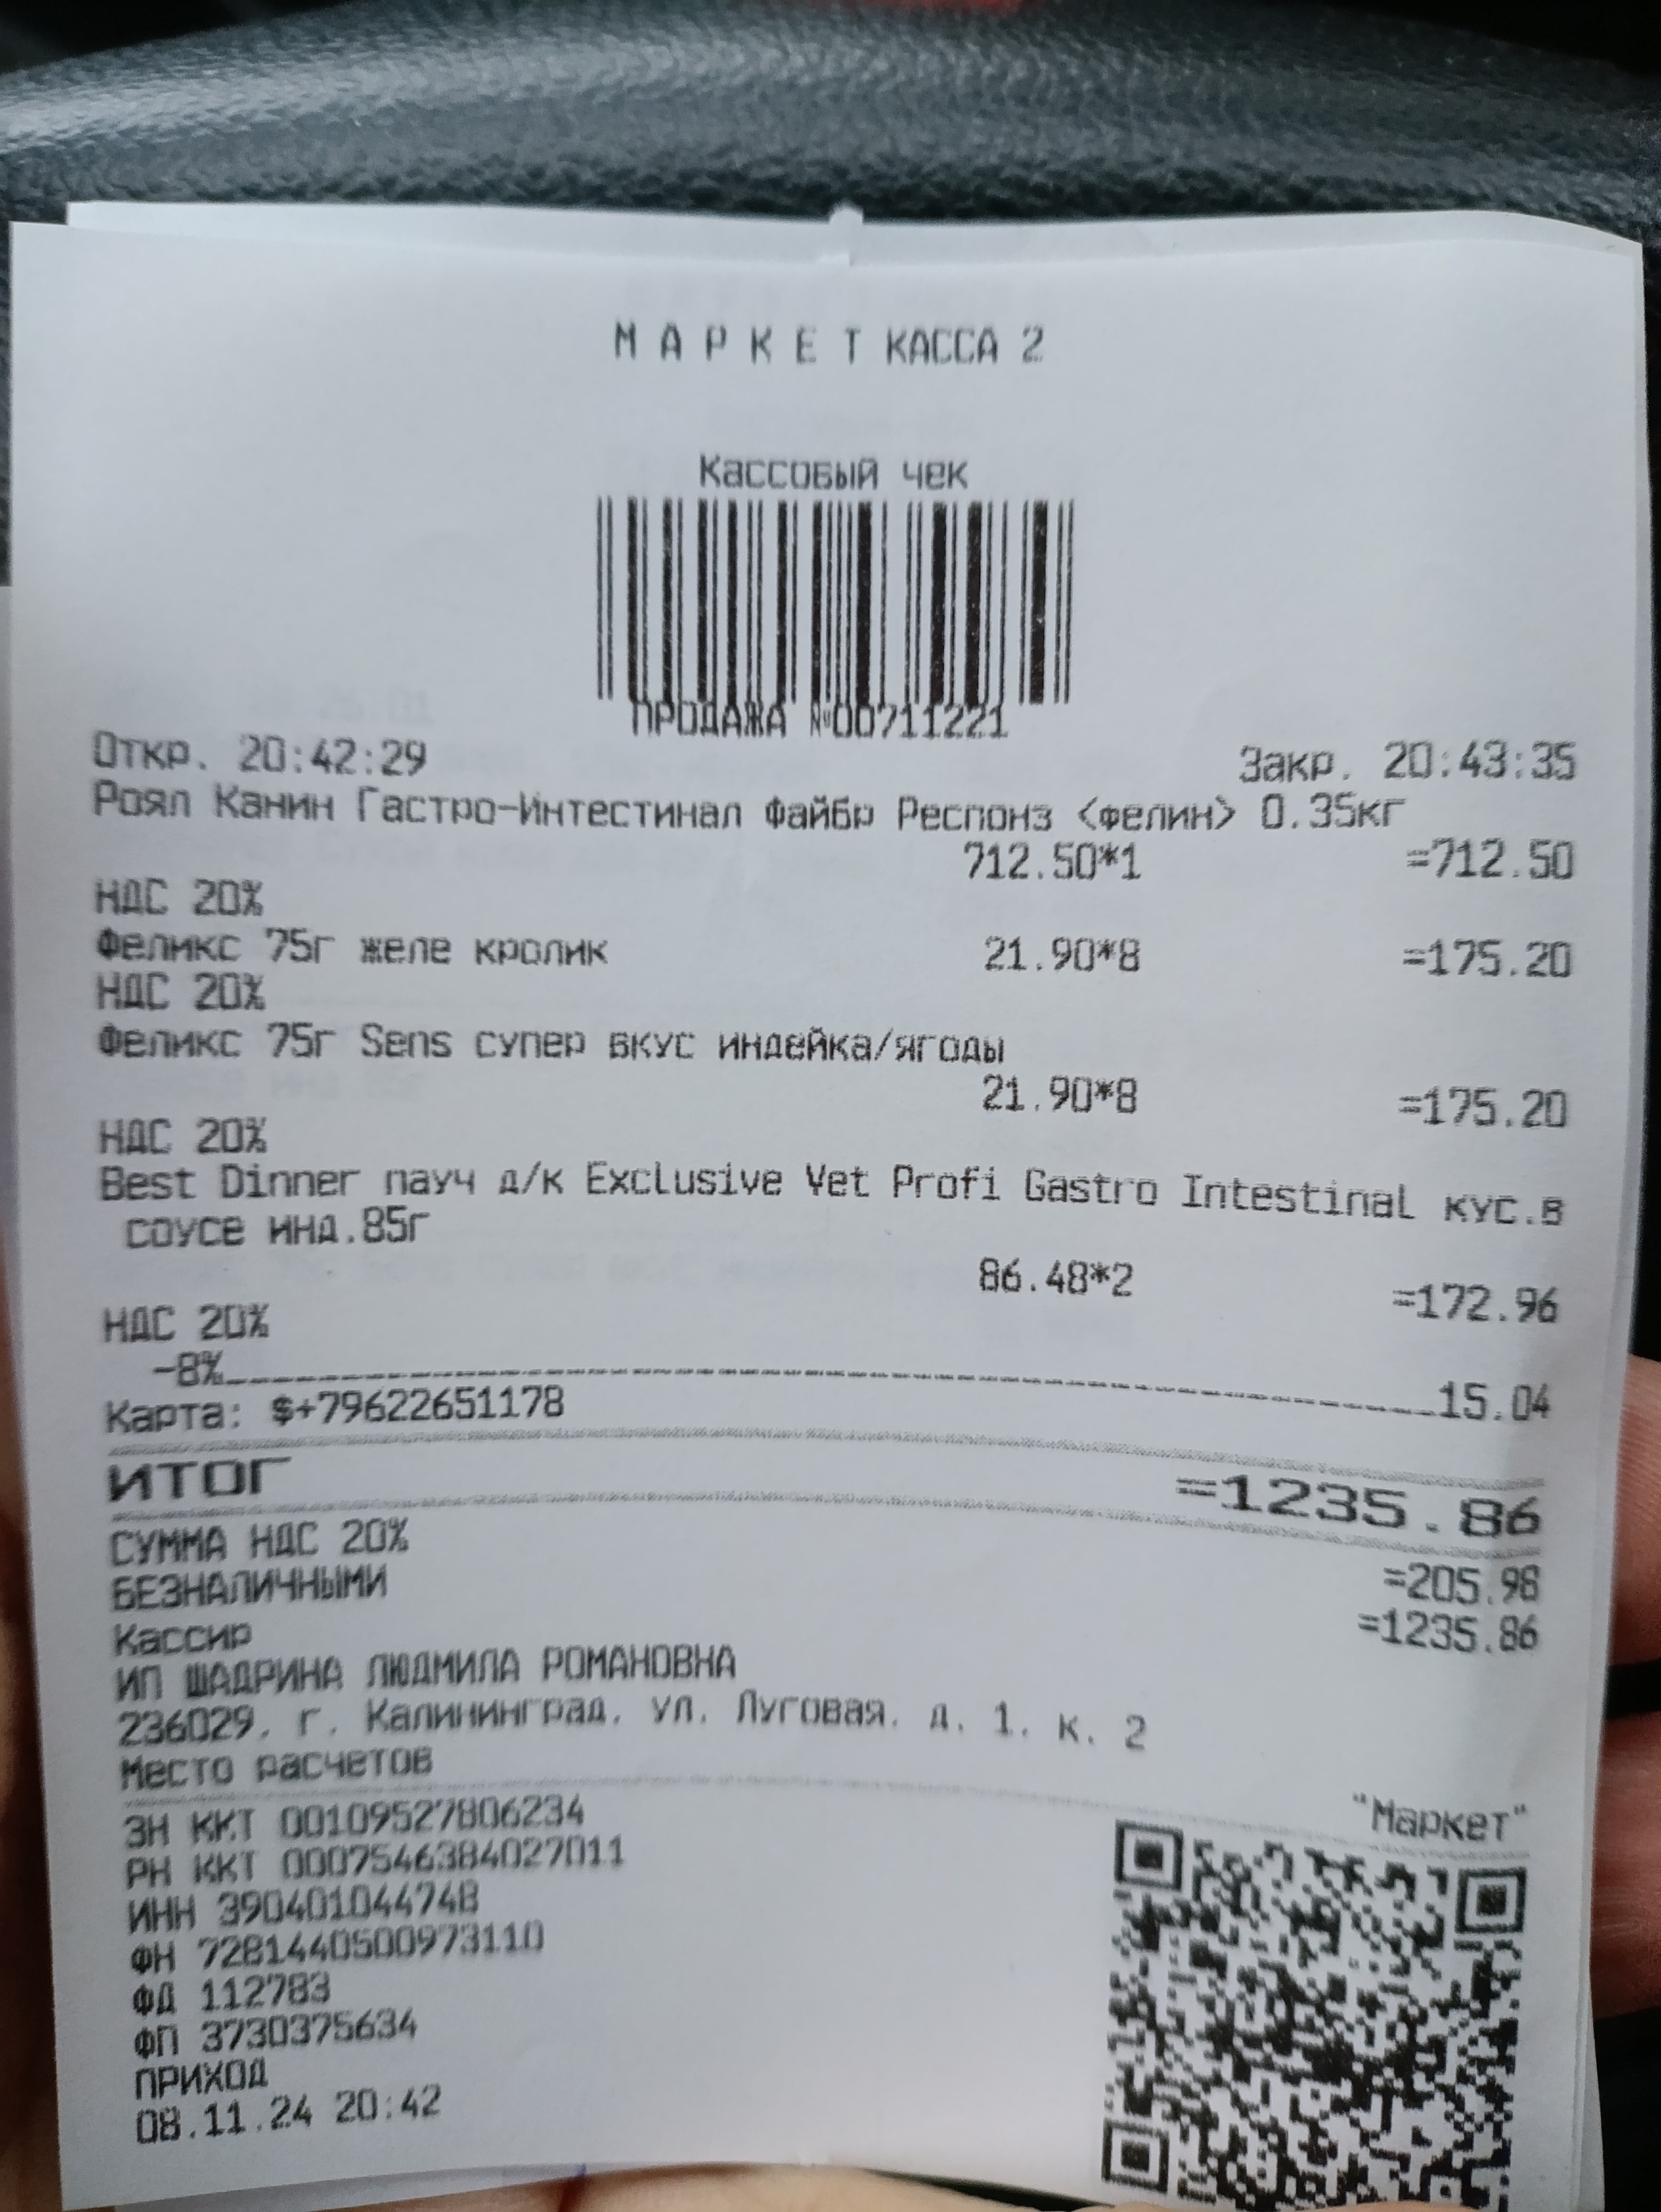 М А Р К Е Т КАССА 2
Кассовый чек
ПРОДАЖА №00711221
Откр. 20:42:29 Закр. 20:43:35
Роял Канин Гастро-Интестинал Файбр Респонз <фелин> 0.35кг
712.50*1 =712.50
НДС 20%
Феликс 75г желе кролик 21.90*8 =175.20
НДС 20%
Феликс 75г Sens супер вкус индейка/ягоды
21.90*8 =175.20
НДС 20%
Best Dinner пауч д/к Exclusive Vet Profi Gastro Intestinal кус.в
соусе инд.85г
86.48*2 =172.96
НДС 20%
-8% 15.04
Карта: $+79622651178
ИТОГ =1235.86
СУММА НДС 20% =205.98
БЕЗНАЛИЧНЫМИ =1235.86
Кассир
ИП ШАДРИНА ЛЮДМИЛА РОМАНОВНА
236029, г. Калининград, ул. Луговая, д. 1, к. 2
Место расчетов "Маркет"
ЗН ККТ 00109527806234
РН ККТ 0007546384027011
ИНН 390401044748
ФН 7281440500973110
ФД 112783
ФП 3730375634
ПРИХОД
08.11.24 20:42